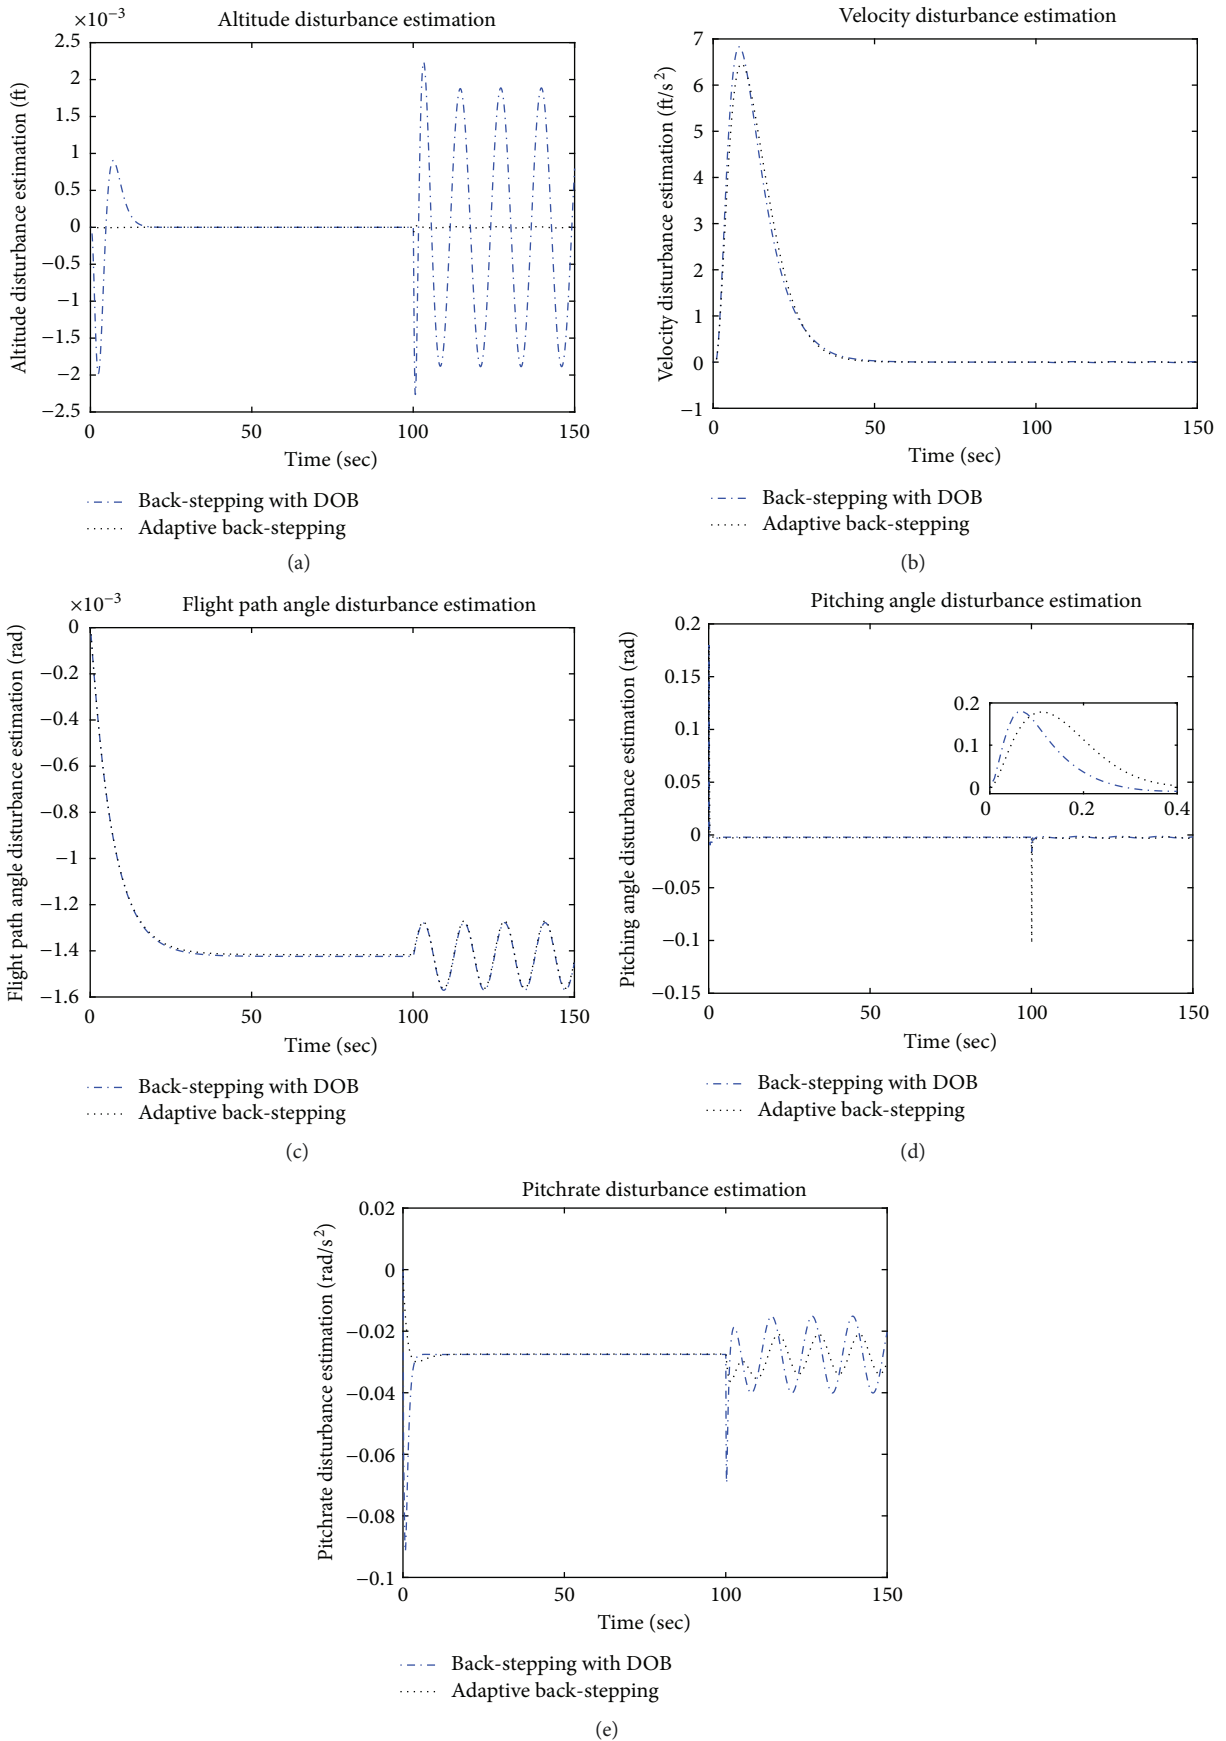 ×10−3
Altitude disturbance estimation
Altitude disturbance estimation (ft)
2.5
2
1.5
1
0.5
0
−0.5
−1
−1.5
−2
−2.5
0
50
100
150
Time (sec)
Back-stepping with DOB
Adaptive back-stepping
(a)
Velocity disturbance estimation
Velocity disturbance estimation (ft/s2)
7
6
5
4
3
2
1
0
−1
0
50
100
150
Time (sec)
Back-stepping with DOB
Adaptive back-stepping
(b)
×10−3
Flight path angle disturbance estimation
Flight path angle disturbance estimation (rad)
0
−0.2
−0.4
−0.6
−0.8
−1
−1.2
−1.4
−1.6
0
50
100
150
Time (sec)
Back-stepping with DOB
Adaptive back-stepping
(c)
Pitching angle disturbance estimation
Pitching angle disturbance estimation (rad)
0.2
0.15
0.1
0.05
0
−0.05
−0.1
−0.15
0.2
0.1
0
0
0.2
0.4
0
50
100
150
Time (sec)
Back-stepping with DOB
Adaptive back-stepping
(d)
Pitchrate disturbance estimation
Pitchrate disturbance estimation (rad/s2)
0.02
0
−0.02
−0.04
−0.06
−0.08
−0.1
0
50
100
150
Time (sec)
Back-stepping with DOB
Adaptive back-stepping
(e)